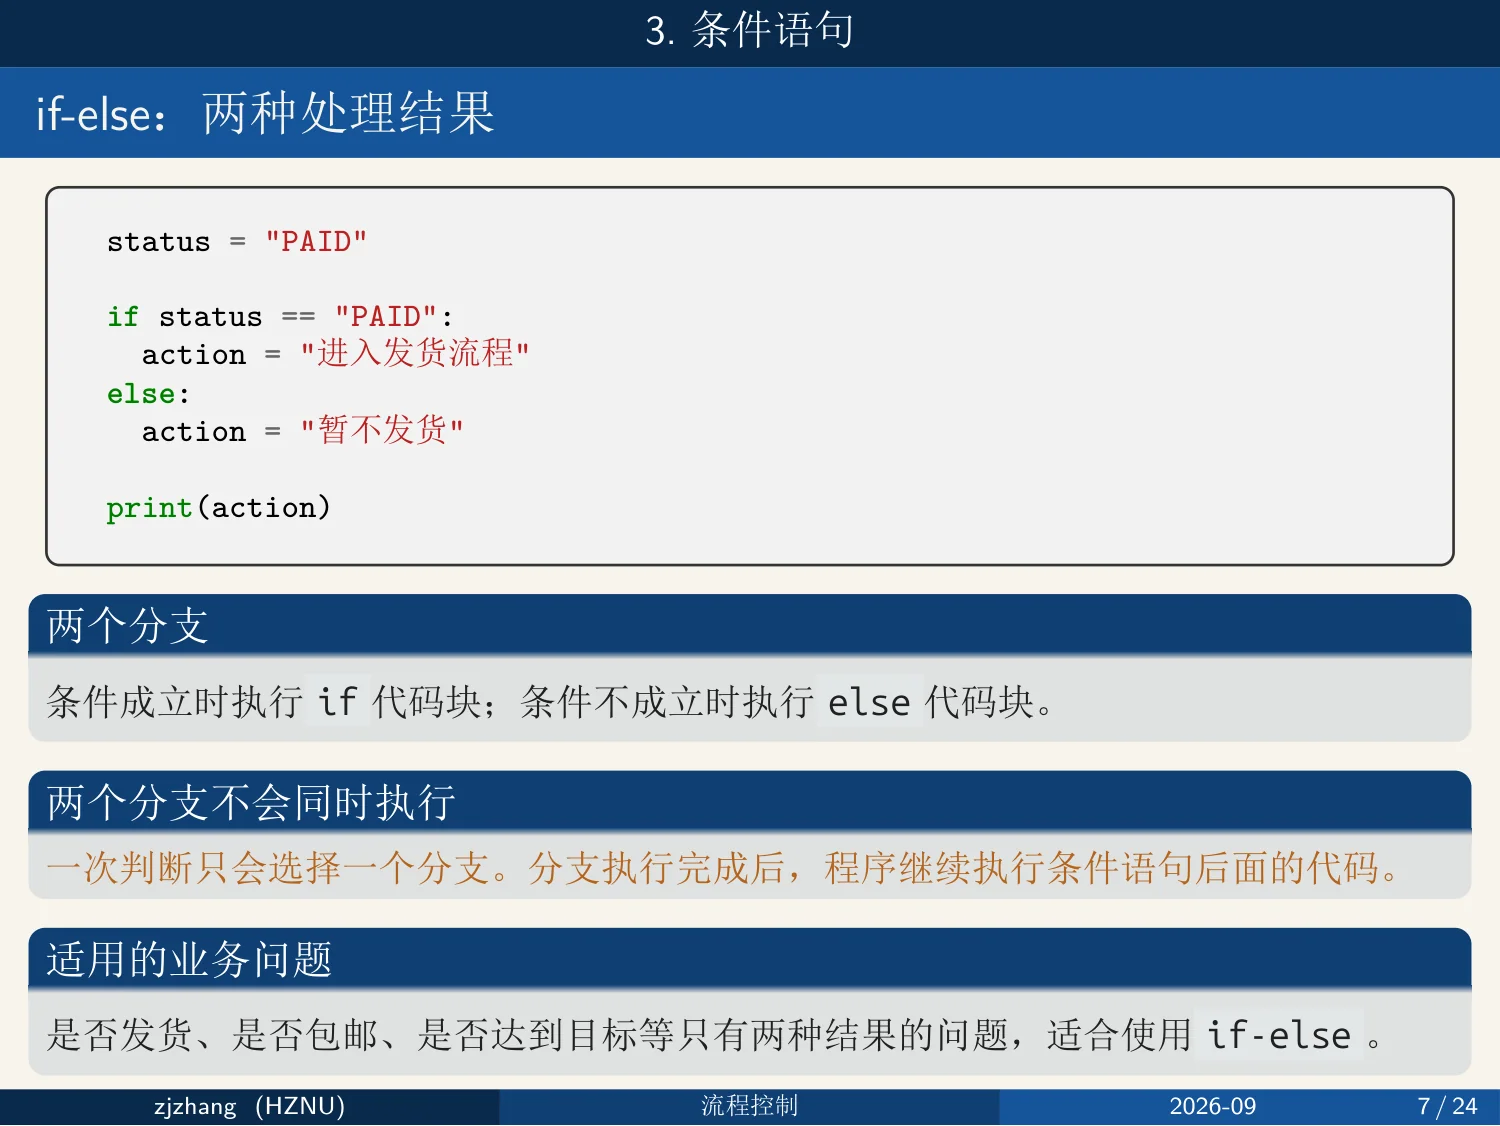 3. 条件语句
if-else：两种处理结果
status = "PAID"
if status == "PAID":
  action = "进入发货流程"
else:
  action = "暂不发货"
print(action)
两个分支
条件成立时执行 if 代码块；条件不成立时执行 else 代码块。
两个分支不会同时执行
一次判断只会选择一个分支。分支执行完成后，程序继续执行条件语句后面的代码。
适用的业务问题
是否发货、是否包邮、是否达到目标等只有两种结果的问题，适合使用 if-else 。
zjzhang (HZNU) 流程控制 2026-09 7 / 24